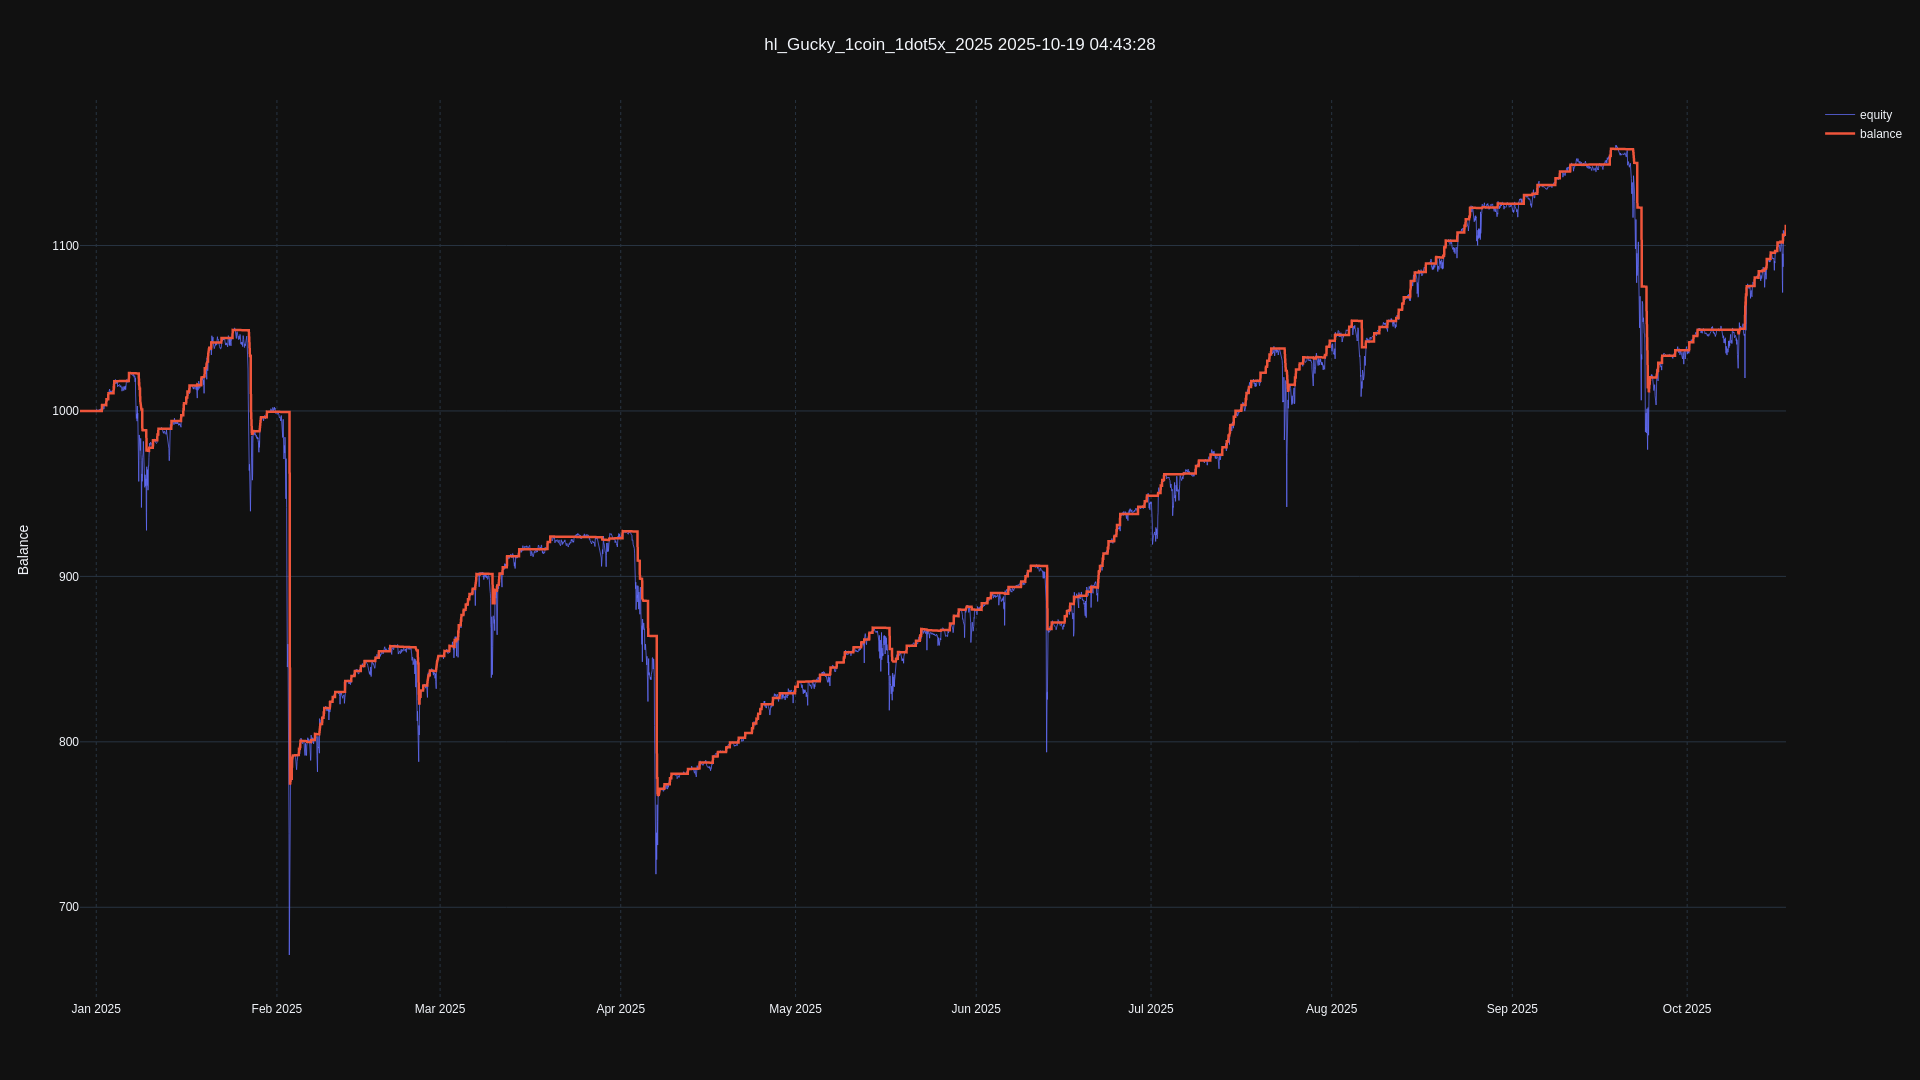 hl_Gucky_1coin_1dot5x_2025 2025-10-19 04:43:28
equity
balance
Balance
1100
1000
900
800
700
Jan 2025
Feb 2025
Mar 2025
Apr 2025
May 2025
Jun 2025
Jul 2025
Aug 2025
Sep 2025
Oct 2025